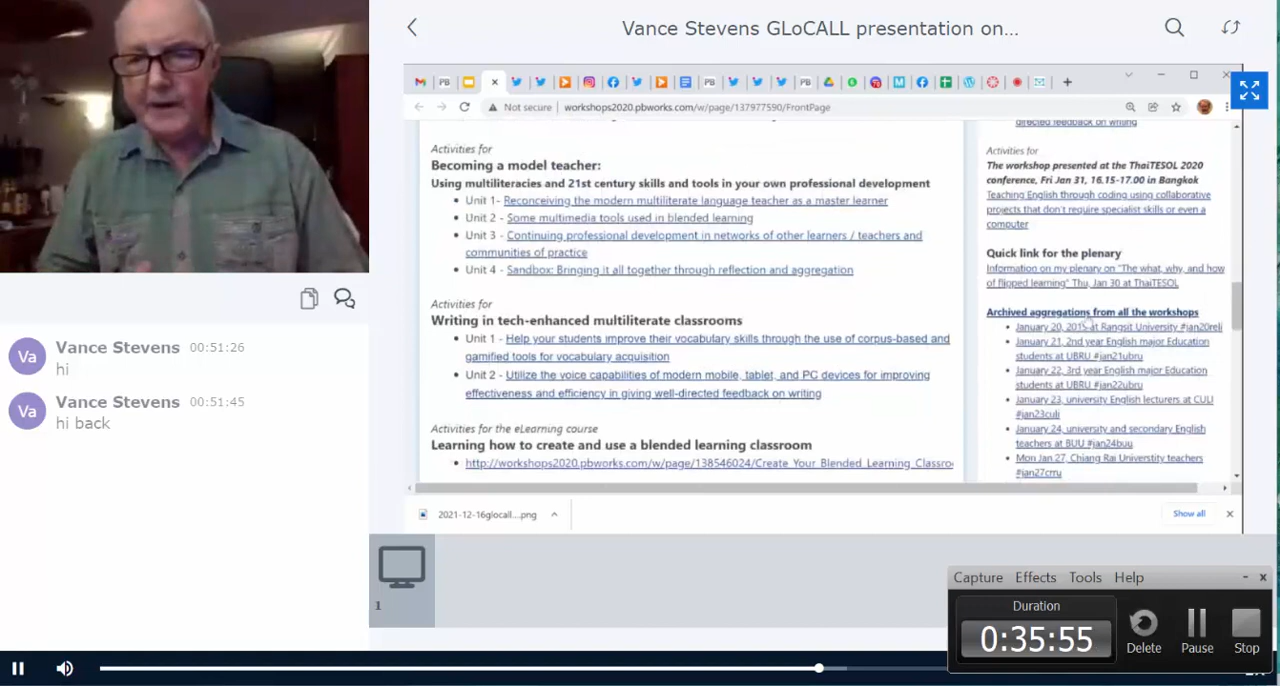 Vance Stevens GLoCALL presentation on...
Not secure
workshops2020.pbworks.com/w/page/137977590/FrontPage
Activities for
Becoming a model teacher:
Using multiliteracies and 21st century skills and tools in your own professional development
Unit 1- Reconceiving the modern multiliterate language teacher as a master learner
Unit 2 - Some multimedia tools used in blended learning
Unit 3 - Continuing professional development in networks of other learners / teachers and
communities of practice
Unit 4 - Sandbox: Bringing it all together through reflection and aggregation
Activities for
Writing in tech-enhanced multiliterate classrooms
Unit 1 - Help your students improve their vocabulary skills through the use of corpus-based and
gamified tools for vocabulary acquisition
Unit 2 - Utilize the voice capabilities of modern mobile, tablet, and PC devices for improving
effectiveness and efficiency in giving well-directed feedback on writing
Activities for the eLearning course
Learning how to create and use a blended learning classroom
http://workshops2020.pbworks.com/w/page/138546024/Create_Your_Blended_Learning_Classro
directed feedback on writing
Activities for
The workshop presented at the ThaiTESOL 2020
conference, Fri Jan 31, 16.15-17.00 in Bangkok
Teaching English through coding using collaborative
projects that don't require specialist skills or even a
computer
Quick link for the plenary
Information on my plenary on "The what, why, and how
of flipped learning" Thu, Jan 30 at ThaiTESOL
Archived aggregations from all the workshops
January 20, 2015 at Rangsit University #jan20reli
January 21, 2nd year English major Education
students at UBRU #jan21ubru
January 22, 3rd year English major Education
students at UBRU #jan22ubru
January 23, university English lecturers at CULI
#jan23culi
January 24, university and secondary English
teachers at BUU #jan24buu
Mon Jan 27, Chiang Rai Universtity teachers
#jan27crru
2021-12-16glocall....png
Show all
Va
Vance Stevens 00:51:26
hi
Va
Vance Stevens 00:51:45
hi back
1
Capture Effects Tools Help
Duration
0:35:55
Delete
Pause
Stop